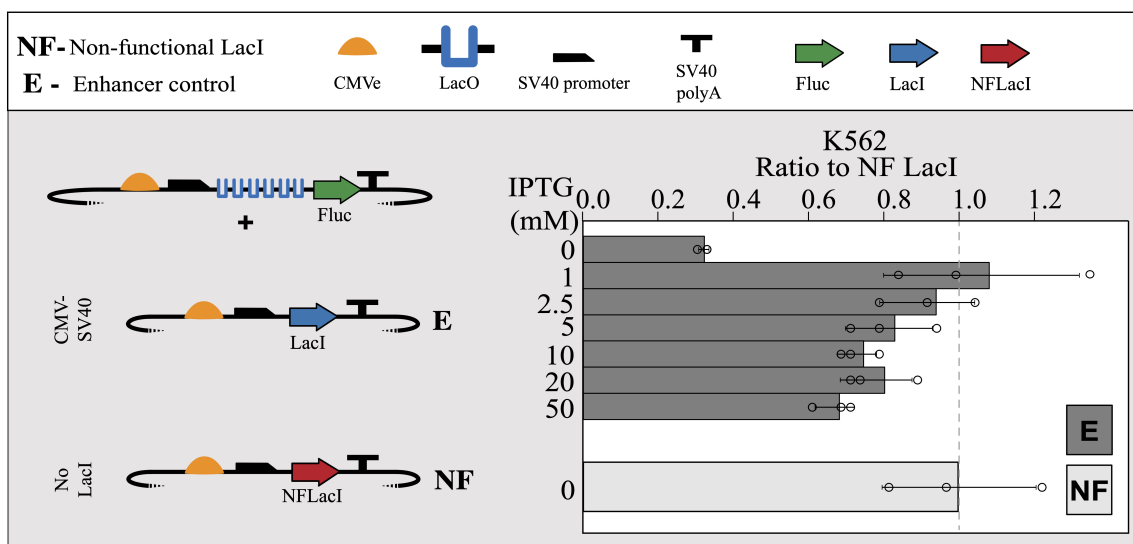 NF- Non-functional LacI
E - Enhancer control
CMVe
LacO
SV40 promoter
SV40
polyA
Fluc
LacI
NFLacI
K562
Ratio to NF LacI
IPTG
(mM)
0.0 0.2 0.4 0.6 0.8 1.0 1.2
+
Fluc
0
1
2.5
5
10
20
50
CMV-
SV40
LacI
E
E
No
LacI
NFLacI
NF
0
NF